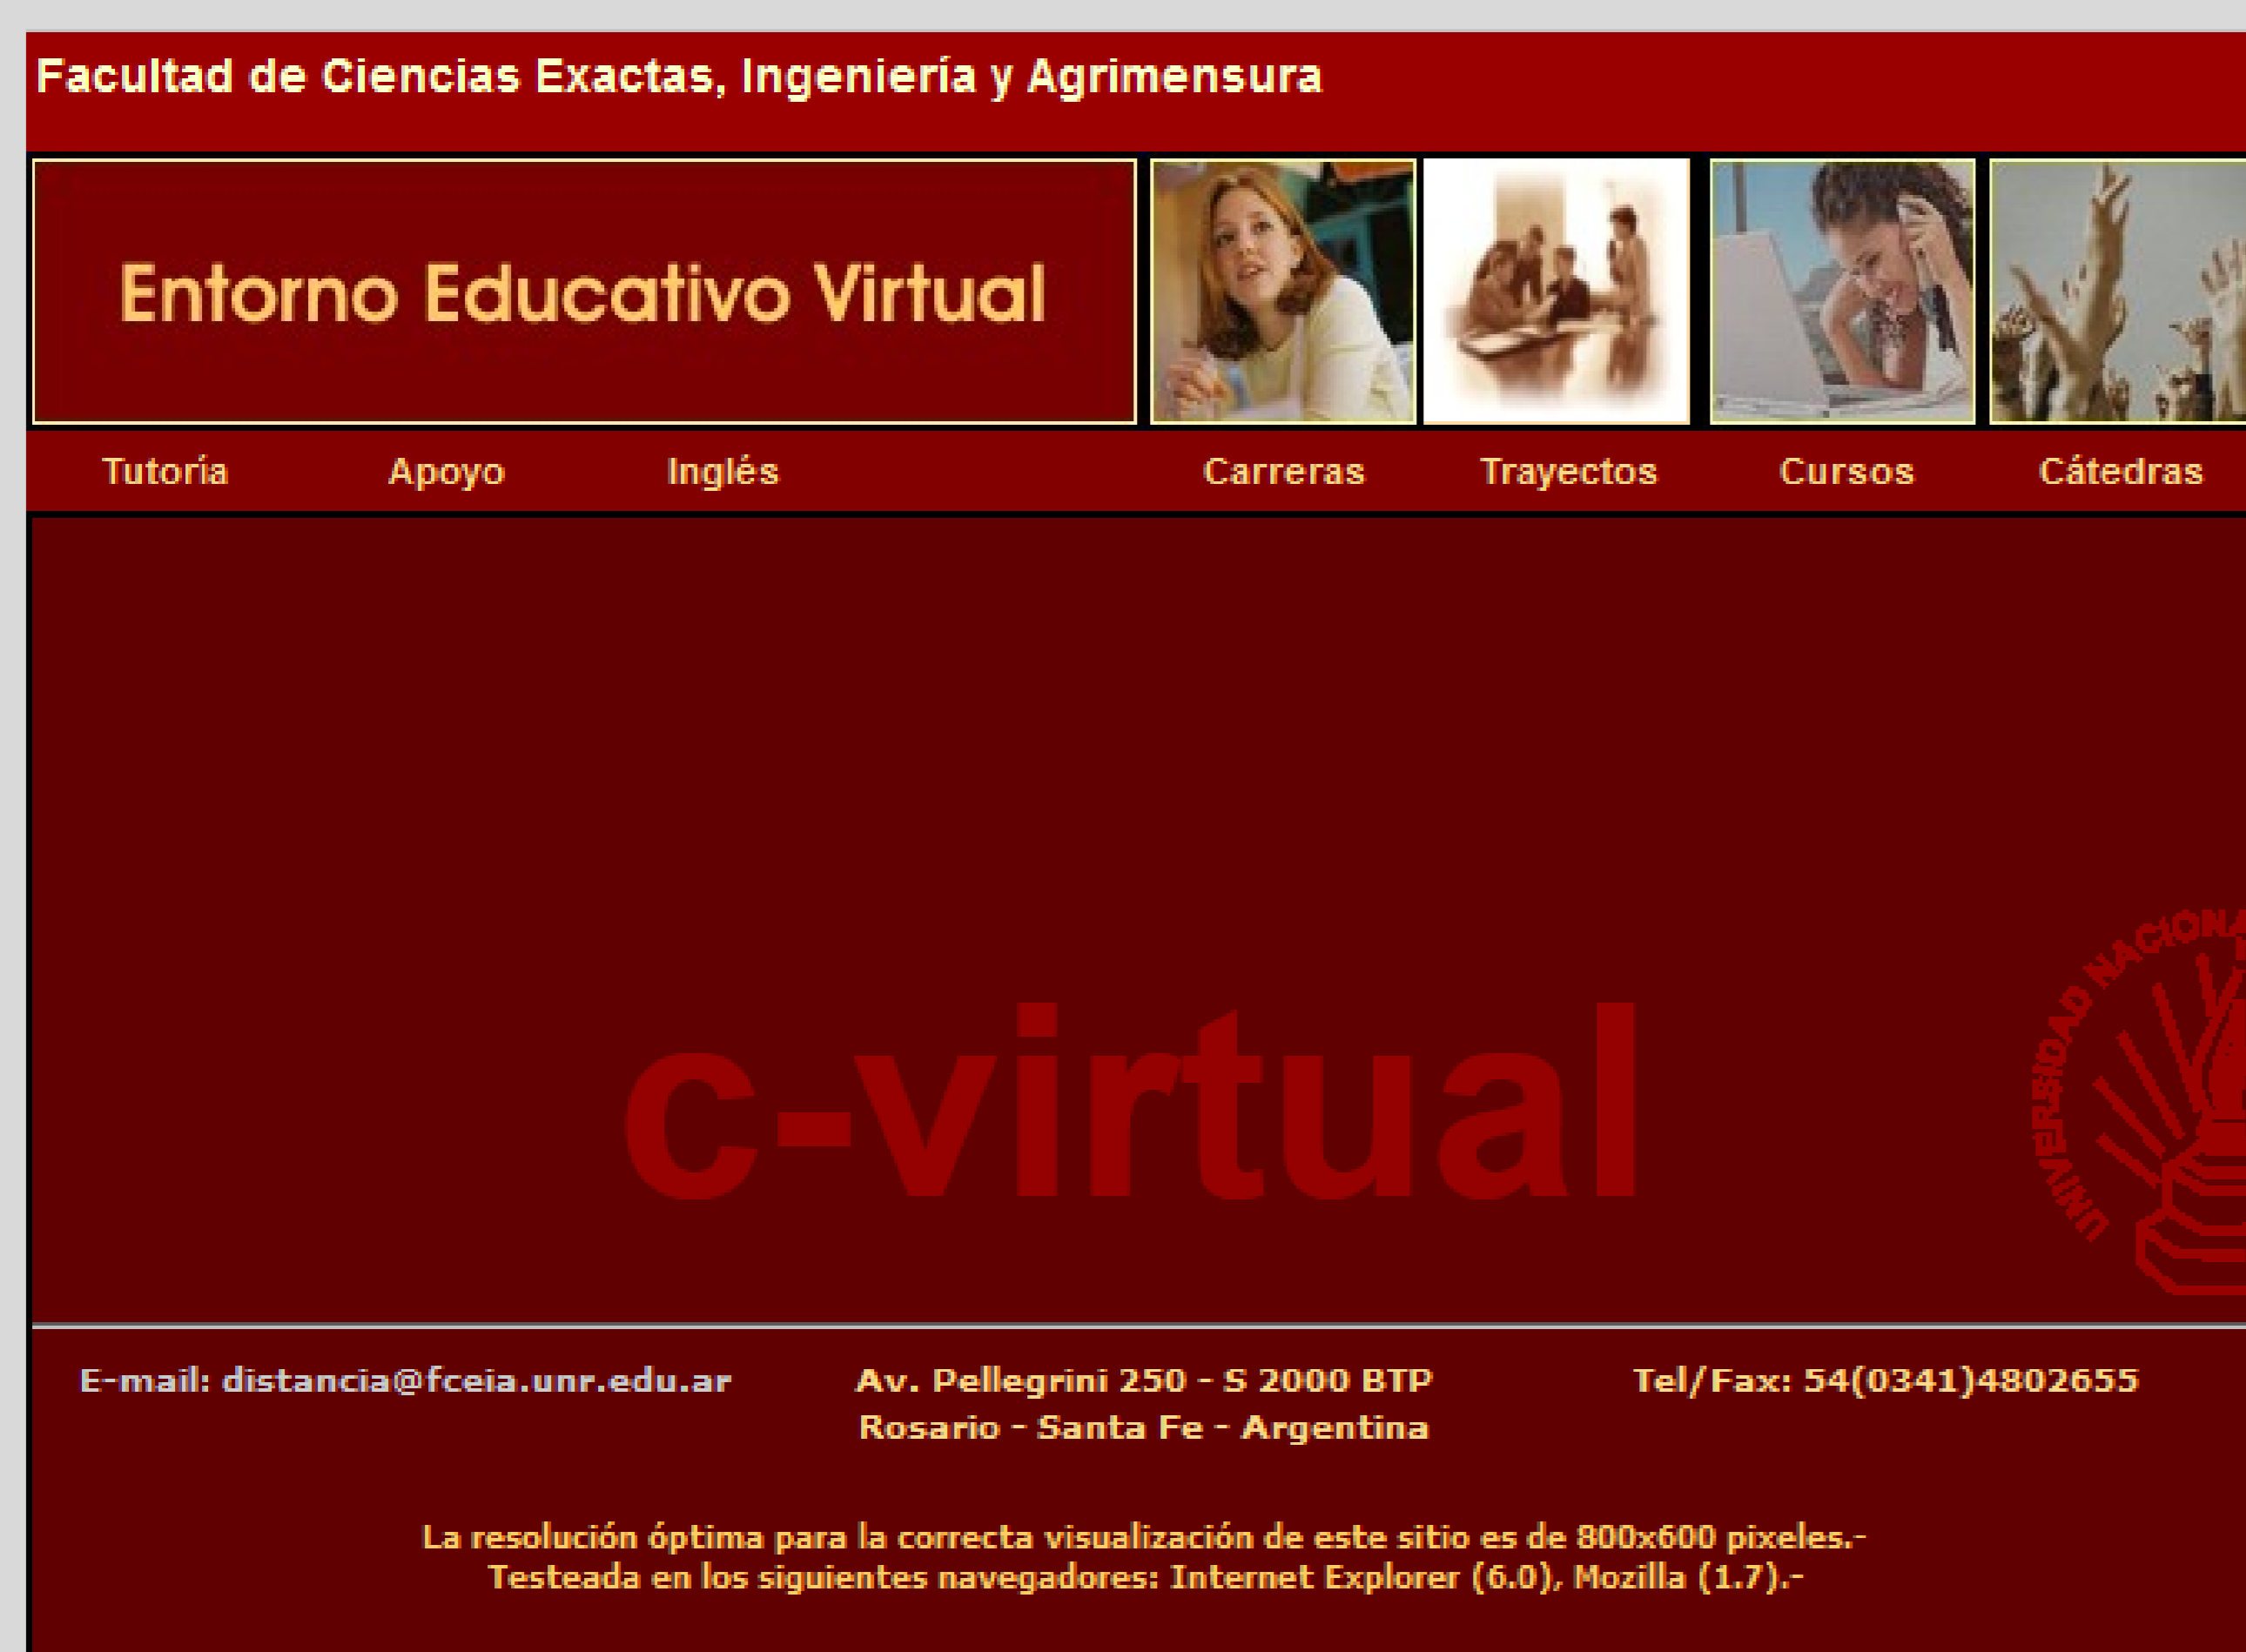 Facultad de Ciencias Exactas, Ingeniería y Agrimensura
Entorno Educativo Virtual
Tutoría Apoyo Inglés Carreras Trayectos Cursos Cátedras
UNIVERSIDAD NACIONA
c-virtual
E-mail: distancia@fceia.unr.edu.ar Av. Pellegrini 250 - S 2000 BTP Tel/Fax: 54(0341)4802655
Rosario - Santa Fe - Argentina
La resolución óptima para la correcta visualización de este sitio es de 800x600 pixeles.-
Testeada en los siguientes navegadores: Internet Explorer (6.0), Mozilla (1.7).-